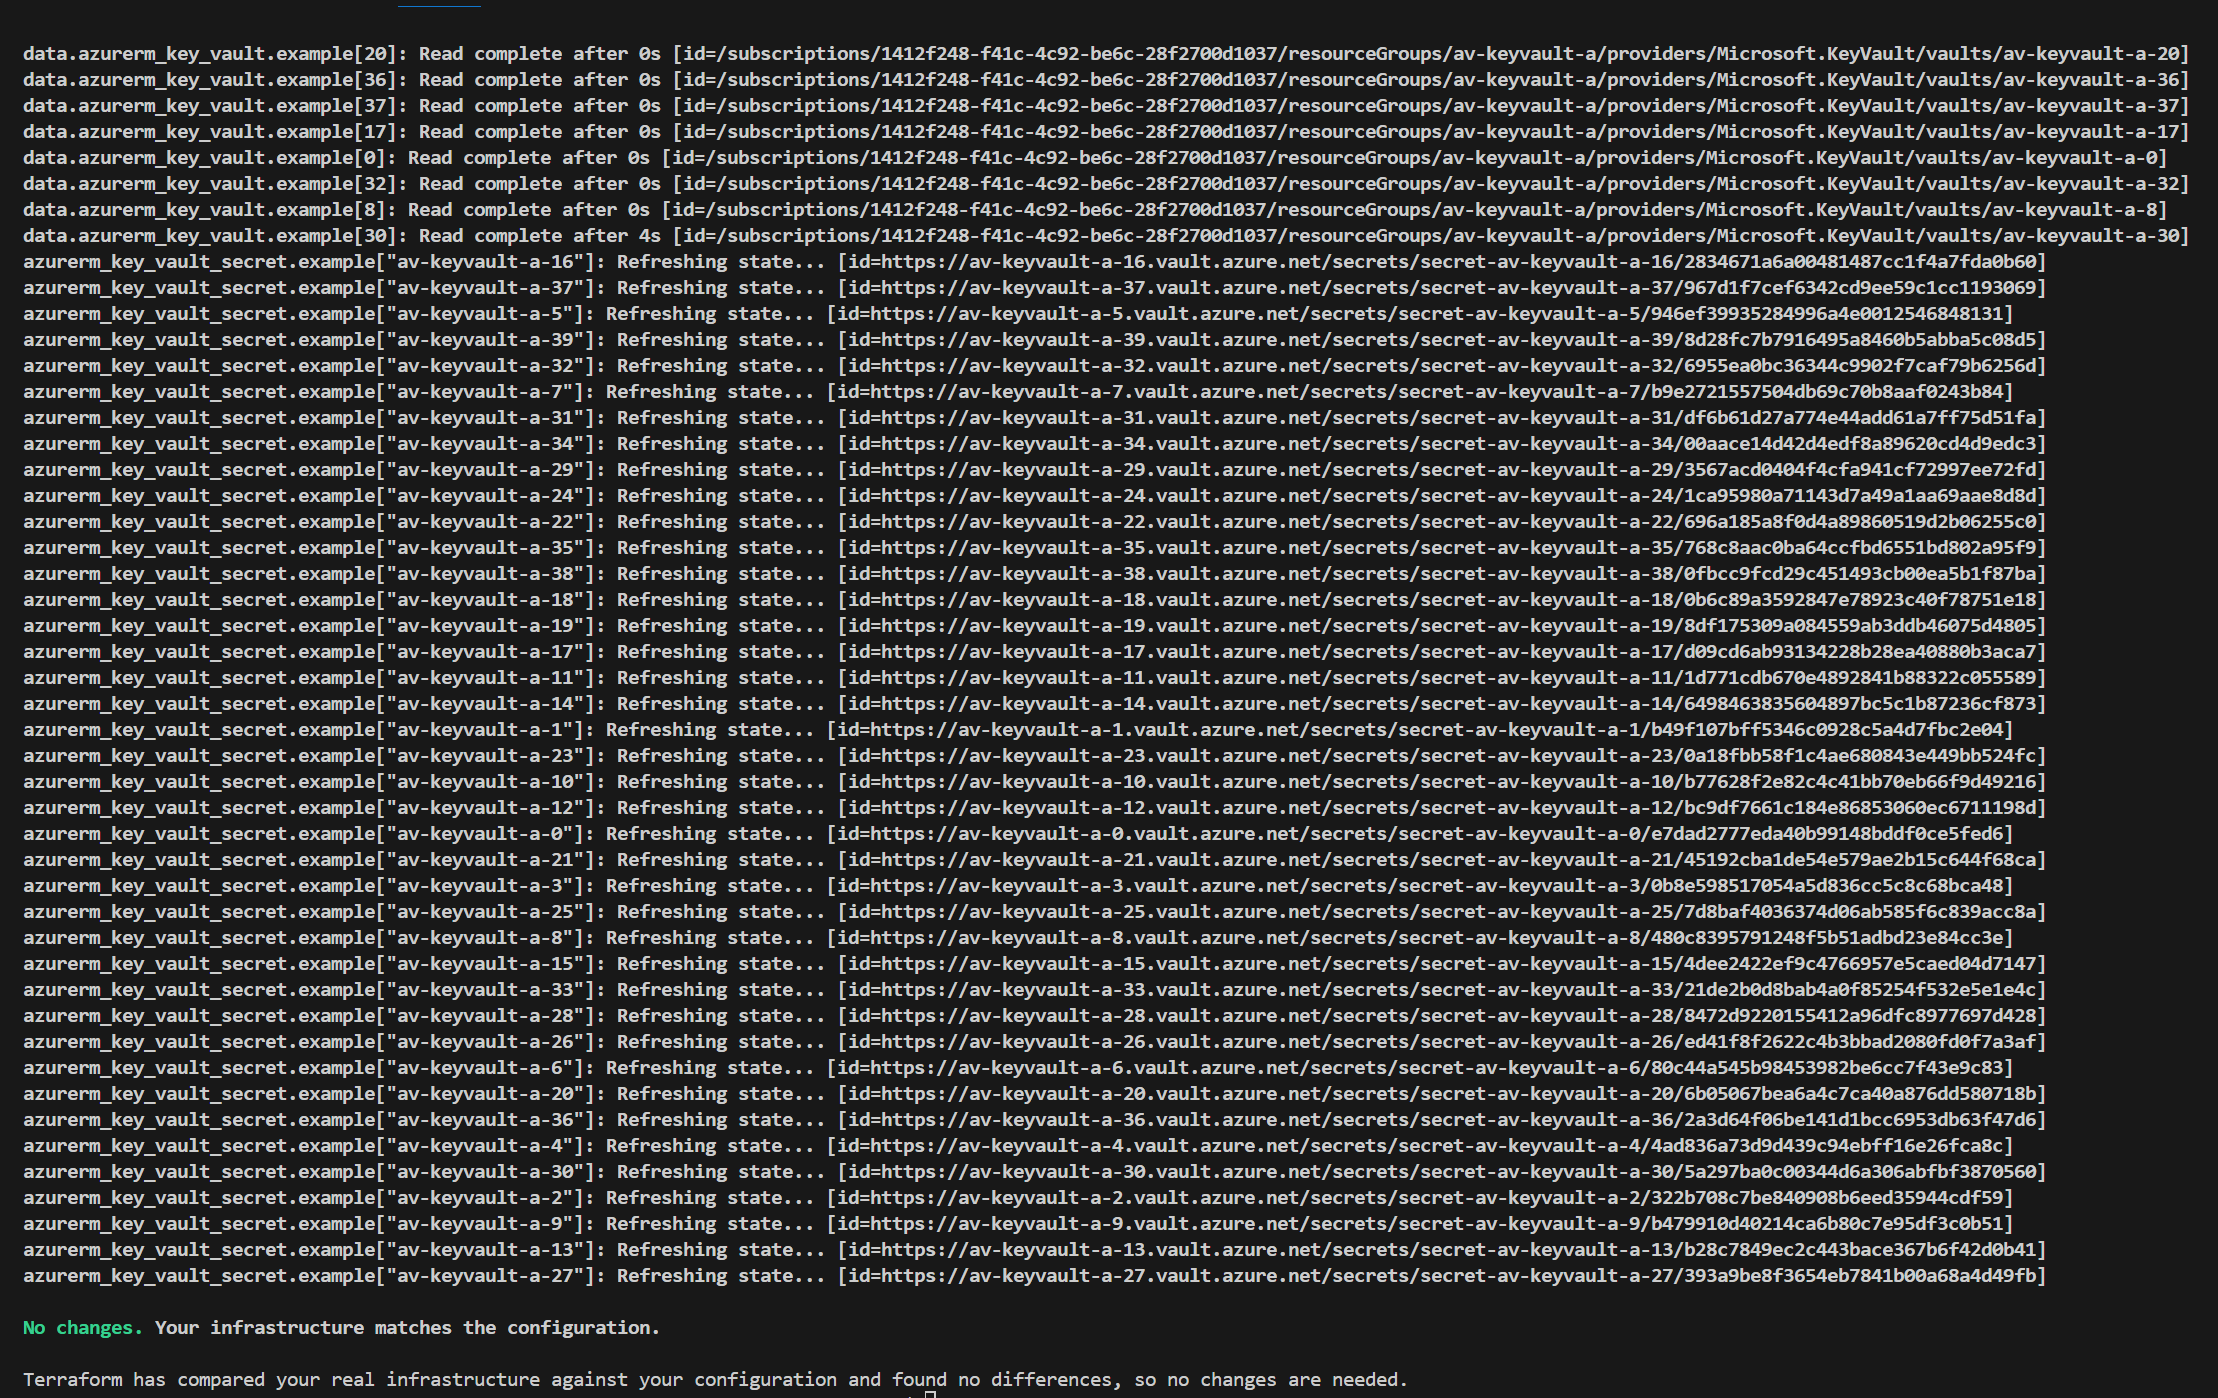 data.azurerm_key_vault.example[20]: Read complete after 0s [id=/subscriptions/1412f248-f41c-4c92-be6c-28f2700d1037/resourceGroups/av-keyvault-a/providers/Microsoft.KeyVault/vaults/av-keyvault-a-20]
data.azurerm_key_vault.example[36]: Read complete after 0s [id=/subscriptions/1412f248-f41c-4c92-be6c-28f2700d1037/resourceGroups/av-keyvault-a/providers/Microsoft.KeyVault/vaults/av-keyvault-a-36]
data.azurerm_key_vault.example[37]: Read complete after 0s [id=/subscriptions/1412f248-f41c-4c92-be6c-28f2700d1037/resourceGroups/av-keyvault-a/providers/Microsoft.KeyVault/vaults/av-keyvault-a-37]
data.azurerm_key_vault.example[17]: Read complete after 0s [id=/subscriptions/1412f248-f41c-4c92-be6c-28f2700d1037/resourceGroups/av-keyvault-a/providers/Microsoft.KeyVault/vaults/av-keyvault-a-17]
data.azurerm_key_vault.example[0]: Read complete after 0s [id=/subscriptions/1412f248-f41c-4c92-be6c-28f2700d1037/resourceGroups/av-keyvault-a/providers/Microsoft.KeyVault/vaults/av-keyvault-a-0]
data.azurerm_key_vault.example[32]: Read complete after 0s [id=/subscriptions/1412f248-f41c-4c92-be6c-28f2700d1037/resourceGroups/av-keyvault-a/providers/Microsoft.KeyVault/vaults/av-keyvault-a-32]
data.azurerm_key_vault.example[8]: Read complete after 0s [id=/subscriptions/1412f248-f41c-4c92-be6c-28f2700d1037/resourceGroups/av-keyvault-a/providers/Microsoft.KeyVault/vaults/av-keyvault-a-8]
data.azurerm_key_vault.example[30]: Read complete after 4s [id=/subscriptions/1412f248-f41c-4c92-be6c-28f2700d1037/resourceGroups/av-keyvault-a/providers/Microsoft.KeyVault/vaults/av-keyvault-a-30]
azurerm_key_vault_secret.example["av-keyvault-a-16"]: Refreshing state... [id=https://av-keyvault-a-16.vault.azure.net/secrets/secret-av-keyvault-a-16/2834671a6a00481487cc1f4a7fda0b60]
azurerm_key_vault_secret.example["av-keyvault-a-37"]: Refreshing state... [id=https://av-keyvault-a-37.vault.azure.net/secrets/secret-av-keyvault-a-37/967d1f7cef6342cd9ee59c1cc1193069]
azurerm_key_vault_secret.example["av-keyvault-a-5"]: Refreshing state... [id=https://av-keyvault-a-5.vault.azure.net/secrets/secret-av-keyvault-a-5/946ef39935284996a4e0012546848131]
azurerm_key_vault_secret.example["av-keyvault-a-39"]: Refreshing state... [id=https://av-keyvault-a-39.vault.azure.net/secrets/secret-av-keyvault-a-39/8d28fc7b7916495a8460b5abba5c08d5]
azurerm_key_vault_secret.example["av-keyvault-a-32"]: Refreshing state... [id=https://av-keyvault-a-32.vault.azure.net/secrets/secret-av-keyvault-a-32/6955ea0bc36344c9902f7caf79b6256d]
azurerm_key_vault_secret.example["av-keyvault-a-7"]: Refreshing state... [id=https://av-keyvault-a-7.vault.azure.net/secrets/secret-av-keyvault-a-7/b9e2721557504db69c70b8aaf0243b84]
azurerm_key_vault_secret.example["av-keyvault-a-31"]: Refreshing state... [id=https://av-keyvault-a-31.vault.azure.net/secrets/secret-av-keyvault-a-31/df6b61d27a774e44add61a7ff75d51fa]
azurerm_key_vault_secret.example["av-keyvault-a-34"]: Refreshing state... [id=https://av-keyvault-a-34.vault.azure.net/secrets/secret-av-keyvault-a-34/00aace14d42d4edf8a89620cd4d9edc3]
azurerm_key_vault_secret.example["av-keyvault-a-29"]: Refreshing state... [id=https://av-keyvault-a-29.vault.azure.net/secrets/secret-av-keyvault-a-29/3567acd0404f4cfa941cf72997ee72fd]
azurerm_key_vault_secret.example["av-keyvault-a-24"]: Refreshing state... [id=https://av-keyvault-a-24.vault.azure.net/secrets/secret-av-keyvault-a-24/1ca95980a71143d7a49a1aa69aae8d8d]
azurerm_key_vault_secret.example["av-keyvault-a-22"]: Refreshing state... [id=https://av-keyvault-a-22.vault.azure.net/secrets/secret-av-keyvault-a-22/696a185a8f0d4a89860519d2b06255c0]
azurerm_key_vault_secret.example["av-keyvault-a-35"]: Refreshing state... [id=https://av-keyvault-a-35.vault.azure.net/secrets/secret-av-keyvault-a-35/768c8aac0ba64ccfbd6551bd802a95f9]
azurerm_key_vault_secret.example["av-keyvault-a-38"]: Refreshing state... [id=https://av-keyvault-a-38.vault.azure.net/secrets/secret-av-keyvault-a-38/0fbcc9fcd29c451493cb00ea5b1f87ba]
azurerm_key_vault_secret.example["av-keyvault-a-18"]: Refreshing state... [id=https://av-keyvault-a-18.vault.azure.net/secrets/secret-av-keyvault-a-18/0b6c89a3592847e78923c40f78751e18]
azurerm_key_vault_secret.example["av-keyvault-a-19"]: Refreshing state... [id=https://av-keyvault-a-19.vault.azure.net/secrets/secret-av-keyvault-a-19/8df175309a084559ab3ddb46075d4805]
azurerm_key_vault_secret.example["av-keyvault-a-17"]: Refreshing state... [id=https://av-keyvault-a-17.vault.azure.net/secrets/secret-av-keyvault-a-17/d09cd6ab93134228b28ea40880b3aca7]
azurerm_key_vault_secret.example["av-keyvault-a-11"]: Refreshing state... [id=https://av-keyvault-a-11.vault.azure.net/secrets/secret-av-keyvault-a-11/1d771cdb670e4892841b88322c055589]
azurerm_key_vault_secret.example["av-keyvault-a-14"]: Refreshing state... [id=https://av-keyvault-a-14.vault.azure.net/secrets/secret-av-keyvault-a-14/6498463835604897bc5c1b87236cf873]
azurerm_key_vault_secret.example["av-keyvault-a-1"]: Refreshing state... [id=https://av-keyvault-a-1.vault.azure.net/secrets/secret-av-keyvault-a-1/b49f107bff5346c0928c5a4d7fbc2e04]
azurerm_key_vault_secret.example["av-keyvault-a-23"]: Refreshing state... [id=https://av-keyvault-a-23.vault.azure.net/secrets/secret-av-keyvault-a-23/0a18fbb58f1c4ae680843e449bb524fc]
azurerm_key_vault_secret.example["av-keyvault-a-10"]: Refreshing state... [id=https://av-keyvault-a-10.vault.azure.net/secrets/secret-av-keyvault-a-10/b77628f2e82c4c41bb70eb66f9d49216]
azurerm_key_vault_secret.example["av-keyvault-a-12"]: Refreshing state... [id=https://av-keyvault-a-12.vault.azure.net/secrets/secret-av-keyvault-a-12/bc9df7661c184e86853060ec6711198d]
azurerm_key_vault_secret.example["av-keyvault-a-0"]: Refreshing state... [id=https://av-keyvault-a-0.vault.azure.net/secrets/secret-av-keyvault-a-0/e7dad2777eda40b99148bddf0ce5fed6]
azurerm_key_vault_secret.example["av-keyvault-a-21"]: Refreshing state... [id=https://av-keyvault-a-21.vault.azure.net/secrets/secret-av-keyvault-a-21/45192cba1de54e579ae2b15c644f68ca]
azurerm_key_vault_secret.example["av-keyvault-a-3"]: Refreshing state... [id=https://av-keyvault-a-3.vault.azure.net/secrets/secret-av-keyvault-a-3/0b8e598517054a5d836cc5c8c68bca48]
azurerm_key_vault_secret.example["av-keyvault-a-25"]: Refreshing state... [id=https://av-keyvault-a-25.vault.azure.net/secrets/secret-av-keyvault-a-25/7d8baf4036374d06ab585f6c839acc8a]
azurerm_key_vault_secret.example["av-keyvault-a-8"]: Refreshing state... [id=https://av-keyvault-a-8.vault.azure.net/secrets/secret-av-keyvault-a-8/480c8395791248f5b51adbd23e84cc3e]
azurerm_key_vault_secret.example["av-keyvault-a-15"]: Refreshing state... [id=https://av-keyvault-a-15.vault.azure.net/secrets/secret-av-keyvault-a-15/4dee2422ef9c4766957e5caed04d7147]
azurerm_key_vault_secret.example["av-keyvault-a-33"]: Refreshing state... [id=https://av-keyvault-a-33.vault.azure.net/secrets/secret-av-keyvault-a-33/21de2b0d8bab4a0f85254f532e5e1e4c]
azurerm_key_vault_secret.example["av-keyvault-a-28"]: Refreshing state... [id=https://av-keyvault-a-28.vault.azure.net/secrets/secret-av-keyvault-a-28/8472d9220155412a96dfc8977697d428]
azurerm_key_vault_secret.example["av-keyvault-a-26"]: Refreshing state... [id=https://av-keyvault-a-26.vault.azure.net/secrets/secret-av-keyvault-a-26/ed41f8f2622c4b3bbad2080fd0f7a3af]
azurerm_key_vault_secret.example["av-keyvault-a-6"]: Refreshing state... [id=https://av-keyvault-a-6.vault.azure.net/secrets/secret-av-keyvault-a-6/80c44a545b98453982be6cc7f43e9c83]
azurerm_key_vault_secret.example["av-keyvault-a-20"]: Refreshing state... [id=https://av-keyvault-a-20.vault.azure.net/secrets/secret-av-keyvault-a-20/6b05067bea6a4c7ca40a876dd580718b]
azurerm_key_vault_secret.example["av-keyvault-a-36"]: Refreshing state... [id=https://av-keyvault-a-36.vault.azure.net/secrets/secret-av-keyvault-a-36/2a3d64f06be141d1bcc6953db63f47d6]
azurerm_key_vault_secret.example["av-keyvault-a-4"]: Refreshing state... [id=https://av-keyvault-a-4.vault.azure.net/secrets/secret-av-keyvault-a-4/4ad836a73d9d439c94ebff16e26fca8c]
azurerm_key_vault_secret.example["av-keyvault-a-30"]: Refreshing state... [id=https://av-keyvault-a-30.vault.azure.net/secrets/secret-av-keyvault-a-30/5a297ba0c00344d6a306abfbf3870560]
azurerm_key_vault_secret.example["av-keyvault-a-2"]: Refreshing state... [id=https://av-keyvault-a-2.vault.azure.net/secrets/secret-av-keyvault-a-2/322b708c7be840908b6eed35944cdf59]
azurerm_key_vault_secret.example["av-keyvault-a-9"]: Refreshing state... [id=https://av-keyvault-a-9.vault.azure.net/secrets/secret-av-keyvault-a-9/b479910d40214ca6b80c7e95df3c0b51]
azurerm_key_vault_secret.example["av-keyvault-a-13"]: Refreshing state... [id=https://av-keyvault-a-13.vault.azure.net/secrets/secret-av-keyvault-a-13/b28c7849ec2c443bace367b6f42d0b41]
azurerm_key_vault_secret.example["av-keyvault-a-27"]: Refreshing state... [id=https://av-keyvault-a-27.vault.azure.net/secrets/secret-av-keyvault-a-27/393a9be8f3654eb7841b00a68a4d49fb]
No changes. Your infrastructure matches the configuration.
Terraform has compared your real infrastructure against your configuration and found no differences, so no changes are needed.